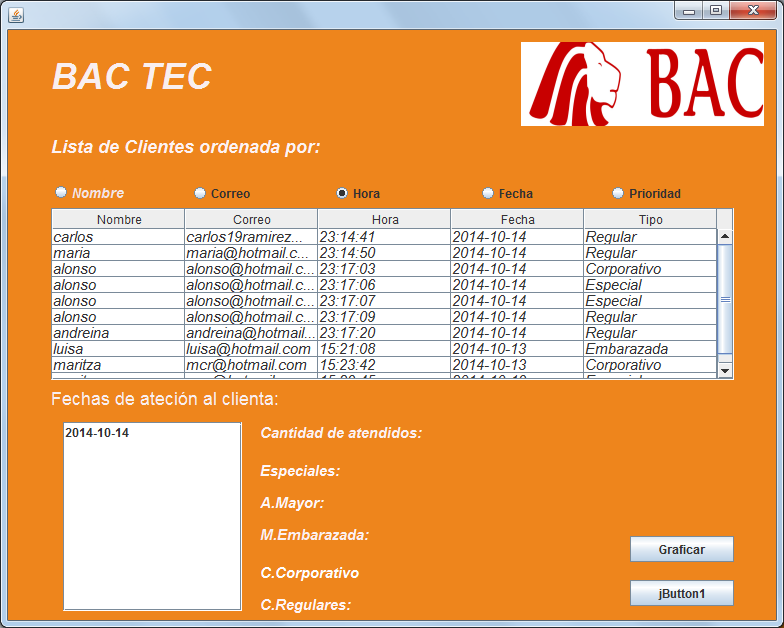 BAC TEC
BAC
Lista de Clientes ordenada por:
Nombre Correo Hora Fecha Prioridad
Nombre Correo Hora Fecha Tipo
carlos carlos19ramirez... 23:14:41 2014-10-14 Regular
maria maria@hotmail.c... 23:14:50 2014-10-14 Regular
alonso alonso@hotmail.c... 23:17:03 2014-10-14 Corporativo
alonso alonso@hotmail.c... 23:17:06 2014-10-14 Especial
alonso alonso@hotmail.c... 23:17:07 2014-10-14 Especial
alonso alonso@hotmail.c... 23:17:09 2014-10-14 Regular
andreina andreina@hotmail... 23:17:20 2014-10-14 Regular
luisa luisa@hotmail.com 15:21:08 2014-10-13 Embarazada
maritza mcr@hotmail.com 15:23:42 2014-10-13 Corporativo
Fechas de ateción al clienta:
2014-10-14
Cantidad de atendidos:
Especiales:
A.Mayor:
M.Embarazada:
C.Corporativo
C.Regulares:
Graficar
jButton1